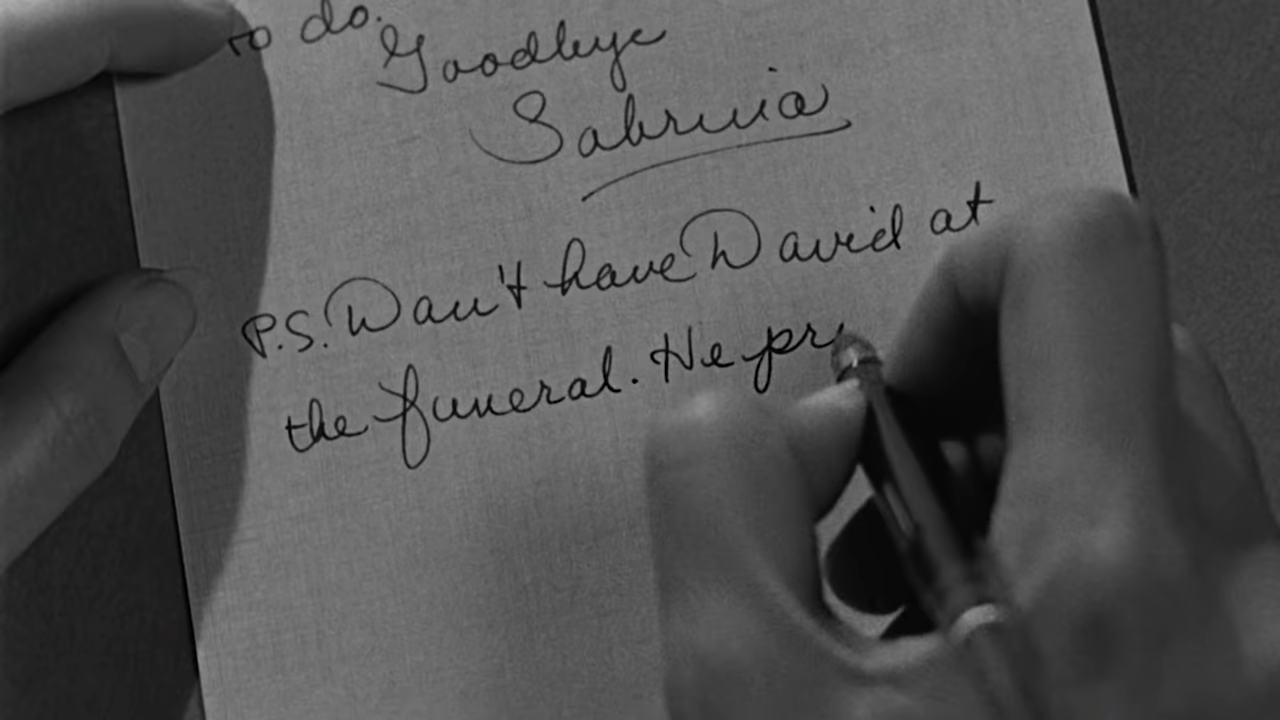 to do.
Goodbye
Sabrina
P.S. Don't have David at
the funeral. He pr